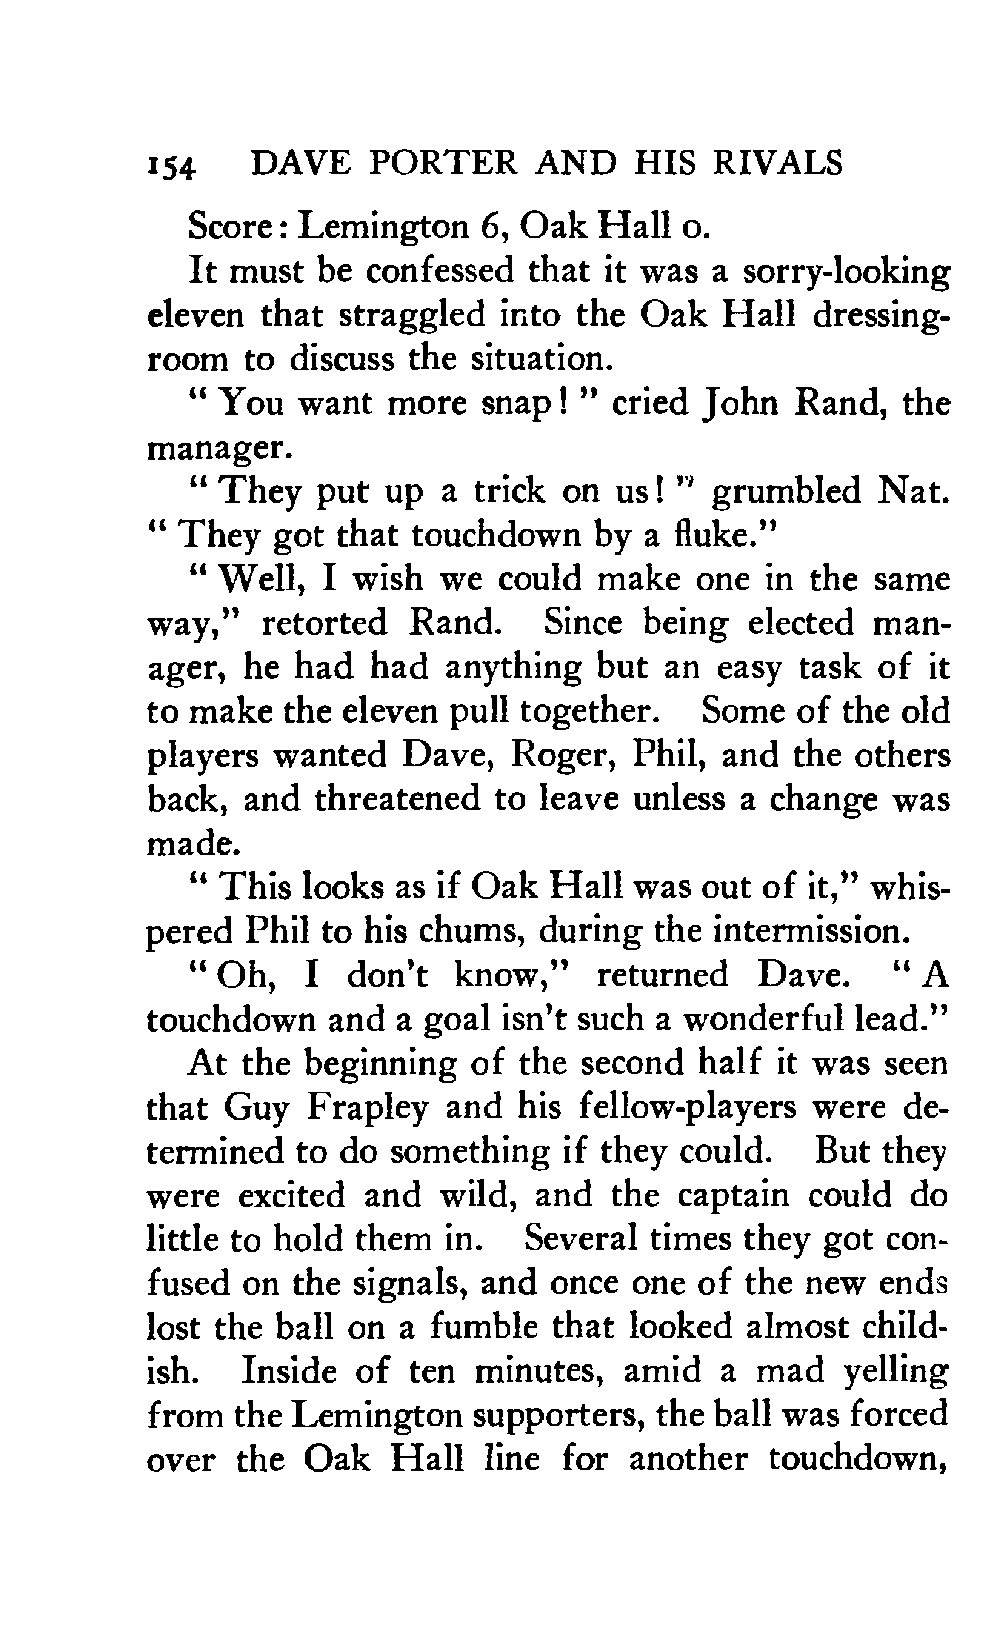 154 DAVE PORTER AND HIS RIVALS
Score: Lemington 6, Oak Hall 0.
It must be confessed that it was a sorry-looking
eleven that straggled into the Oak Hall dressing-
room to discuss the situation.
" You want more snap! " cried John Rand, the
manager.
" They put up a trick on us! " grumbled Nat.
" They got that touchdown by a fluke."
" Well, I wish we could make one in the same
way," retorted Rand. Since being elected man-
ager, he had had anything but an easy task of it
to make the eleven pull together. Some of the old
players wanted Dave, Roger, Phil, and the others
back, and threatened to leave unless a change was
made.
" This looks as if Oak Hall was out of it," whis-
pered Phil to his chums, during the intermission.
" Oh, I don't know," returned Dave. " A
touchdown and a goal isn't such a wonderful lead."
At the beginning of the second half it was seen
that Guy Frapley and his fellow-players were de-
termined to do something if they could. But they
were excited and wild, and the captain could do
little to hold them in. Several times they got con-
fused on the signals, and once one of the new ends
lost the ball on a fumble that looked almost child-
ish. Inside of ten minutes, amid a mad yelling
from the Lemington supporters, the ball was forced
over the Oak Hall line for another touchdown,